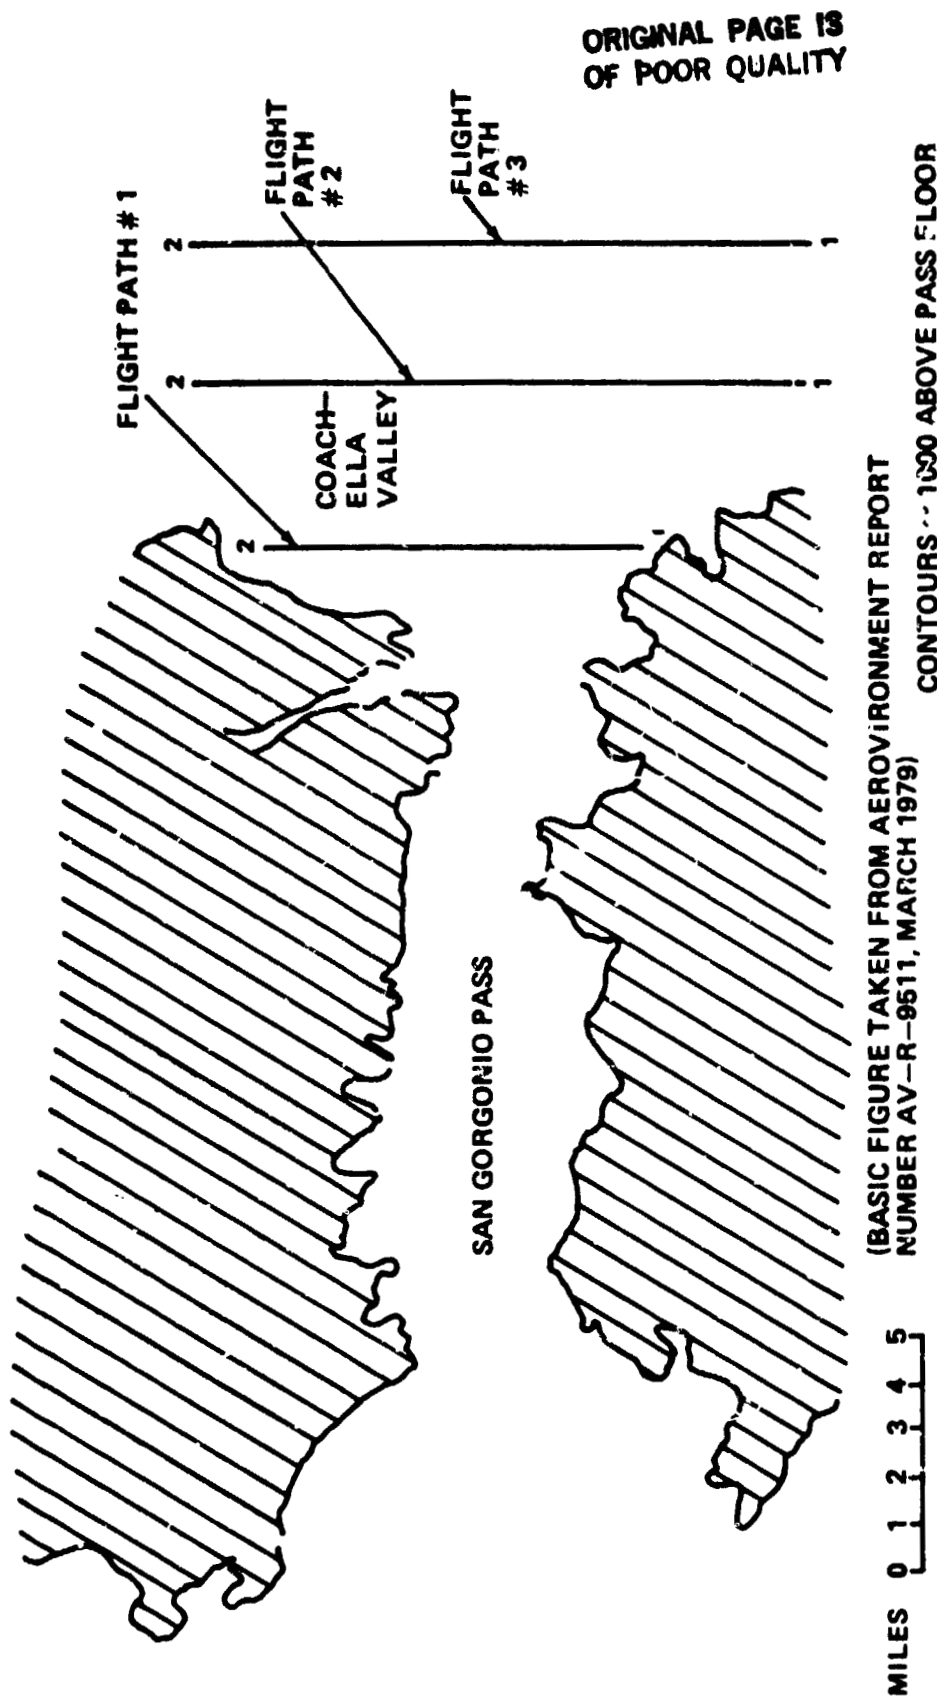 ORIGINAL PAGE IS
OF POOR QUALITY
FLIGHT PATH #1
FLIGHT
PATH
#2
FLIGHT
PATH
#3
2
2
2
COACH–
ELLA
VALLEY
1
1
1
SAN GORGONIO PASS
(BASIC FIGURE TAKEN FROM AEROVIRONMENT REPORT
NUMBER AV–R–9511, MARCH 1979)
CONTOURS -- 1000 ABOVE PASS FLOOR
MILES 0 1 2 3 4 5